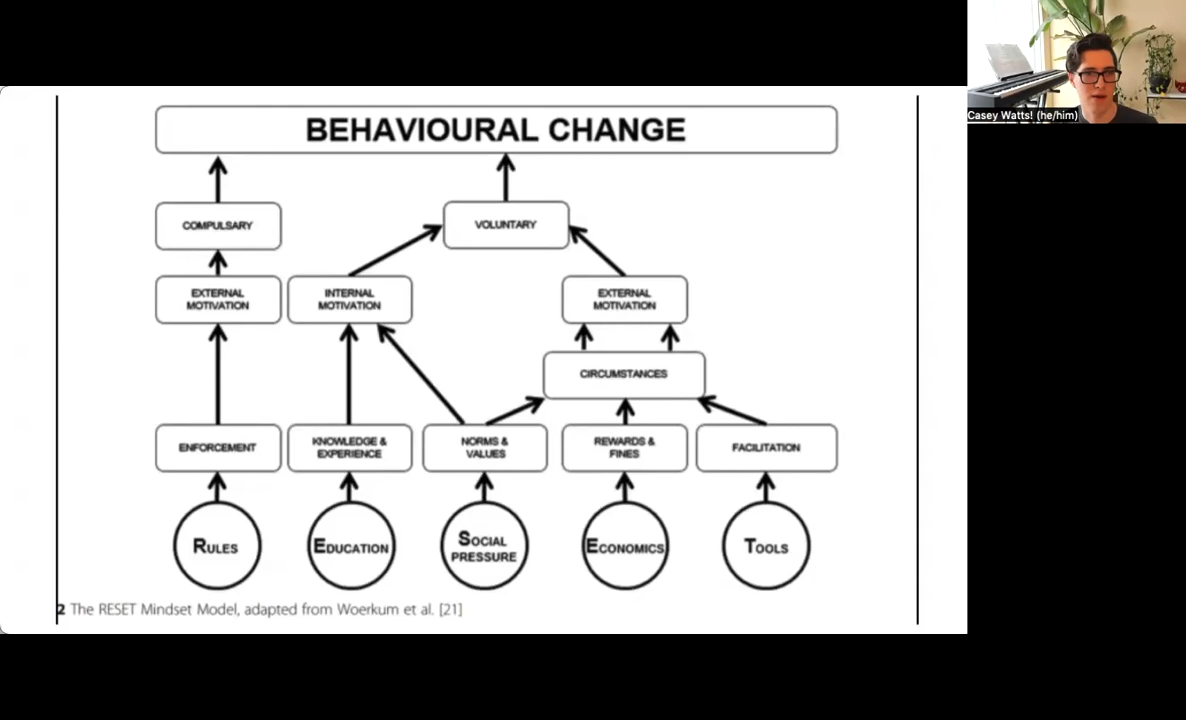 BEHAVIOURAL CHANGE
COMPULSARY
VOLUNTARY
EXTERNAL
MOTIVATION
INTERNAL
MOTIVATION
EXTERNAL
MOTIVATION
CIRCUMSTANCES
ENFORCEMENT
KNOWLEDGE &
EXPERIENCE
NORMS &
VALUES
REWARDS &
FINES
FACILITATION
RULES
EDUCATION
SOCIAL
PRESSURE
ECONOMICS
TOOLS
2 The RESET Mindset Model, adapted from Woerkum et al. [21]
Casey Watts! (he/him)